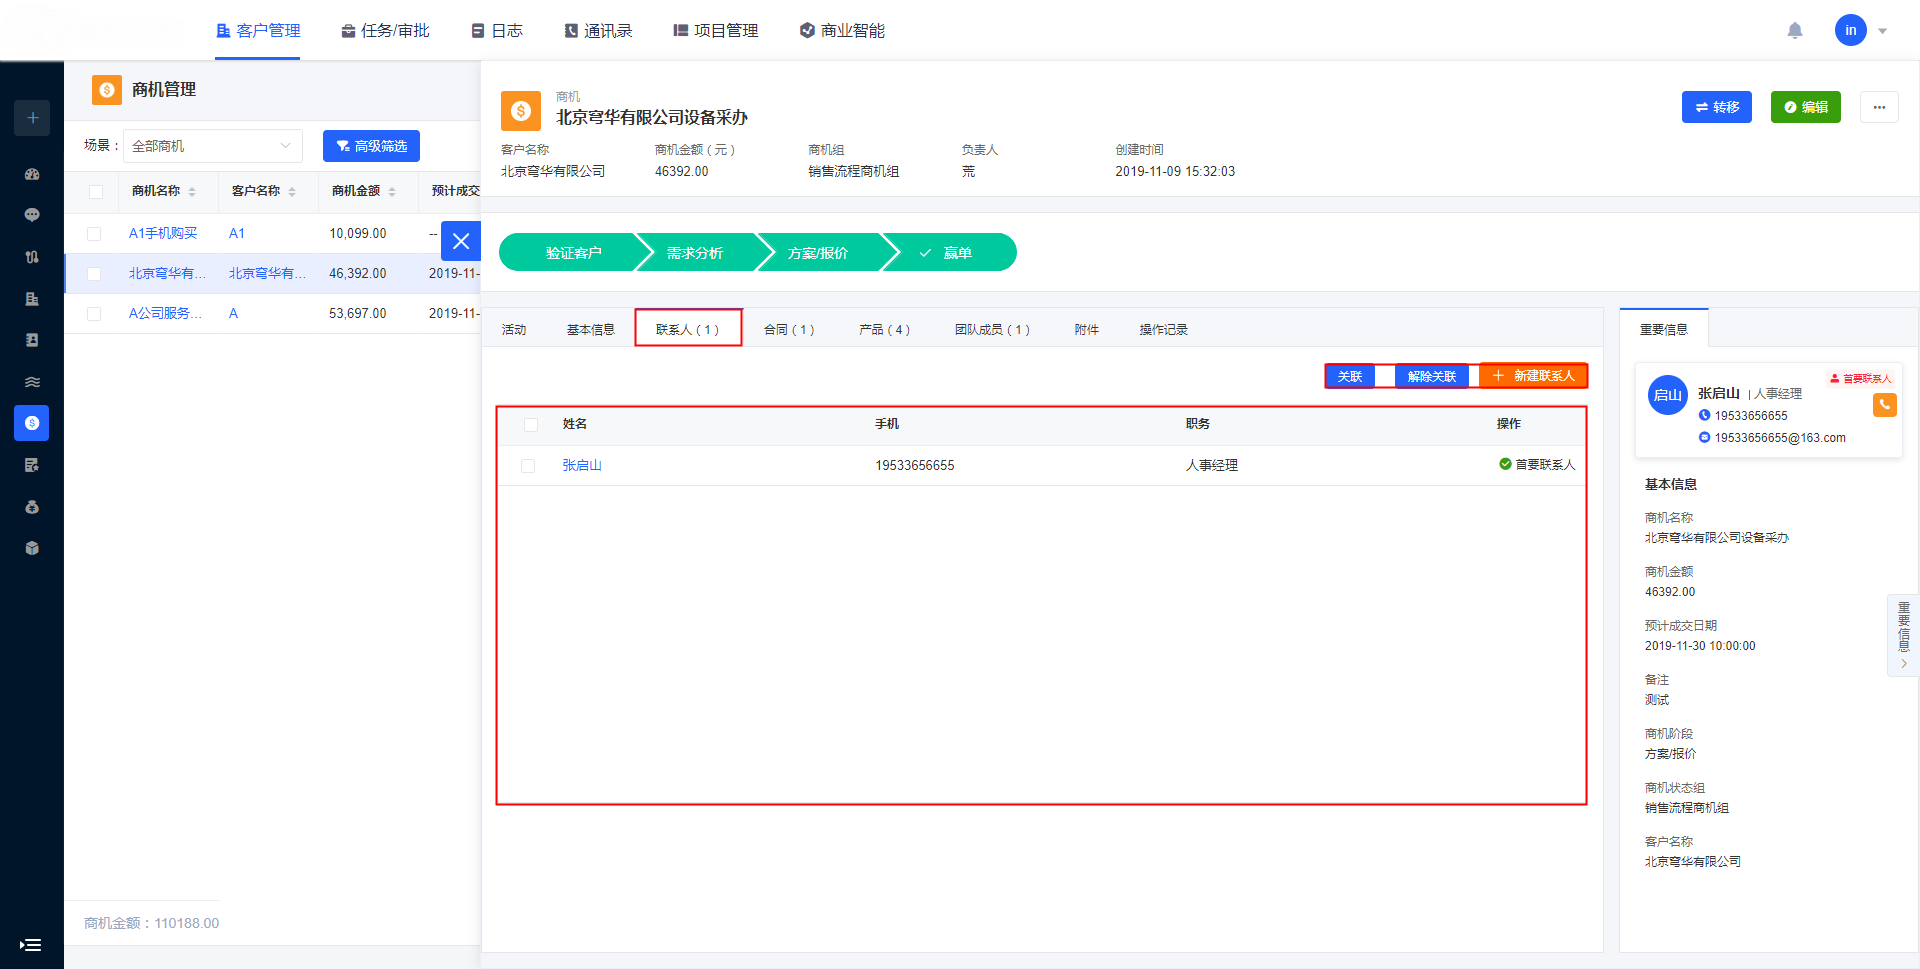 客户管理 任务/审批 日志 通讯录 项目管理 商业智能 in
商机管理
场景： 全部商机 高级筛选
商机名称 客户名称 商机金额 预计成交
A1手机购买 A1 10,099.00 --
北京穹华有... 北京穹华有... 46,392.00 2019-11-
A公司服务... A 53,697.00 2019-11-
商机金额：110188.00
商机
北京穹华有限公司设备采办
转移 编辑 ...
客户名称 商机金额（元） 商机组 负责人 创建时间
北京穹华有限公司 46392.00 销售流程商机组 荒 2019-11-09 15:32:03
验证客户 需求分析 方案/报价 赢单
活动 基本信息 联系人（1） 合同（1） 产品（4） 团队成员（1） 附件 操作记录
关联 解除关联 新建联系人
姓名 手机 职务 操作
张启山 19533656655 人事经理 首要联系人
重要信息
首要联系人
启山 张启山 | 人事经理
19533656655
19533656655@163.com
基本信息
商机名称
北京穹华有限公司设备采办
商机金额
46392.00
预计成交日期
2019-11-30 10:00:00
备注
测试
商机阶段
方案/报价
商机状态组
销售流程商机组
客户名称
北京穹华有限公司
重要信息